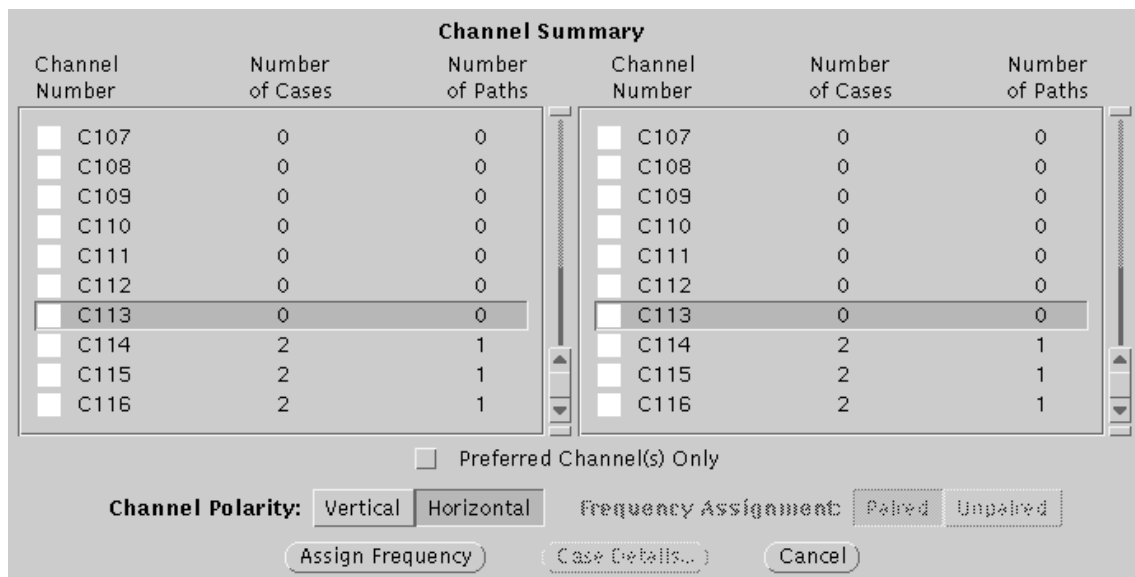 Channel Summary
Channel Number Number of Cases Number of Paths Channel Number Number of Cases Number of Paths
C107 0 0 C107 0 0
C108 0 0 C108 0 0
C109 0 0 C109 0 0
C110 0 0 C110 0 0
C111 0 0 C111 0 0
C112 0 0 C112 0 0
C113 0 0 C113 0 0
C114 2 1 C114 2 1
C115 2 1 C115 2 1
C116 2 1 C116 2 1
Preferred Channel(s) Only
Channel Polarity: Vertical Horizontal Frequency Assignment: Paired Unpaired
Assign Frequency Case Details... Cancel